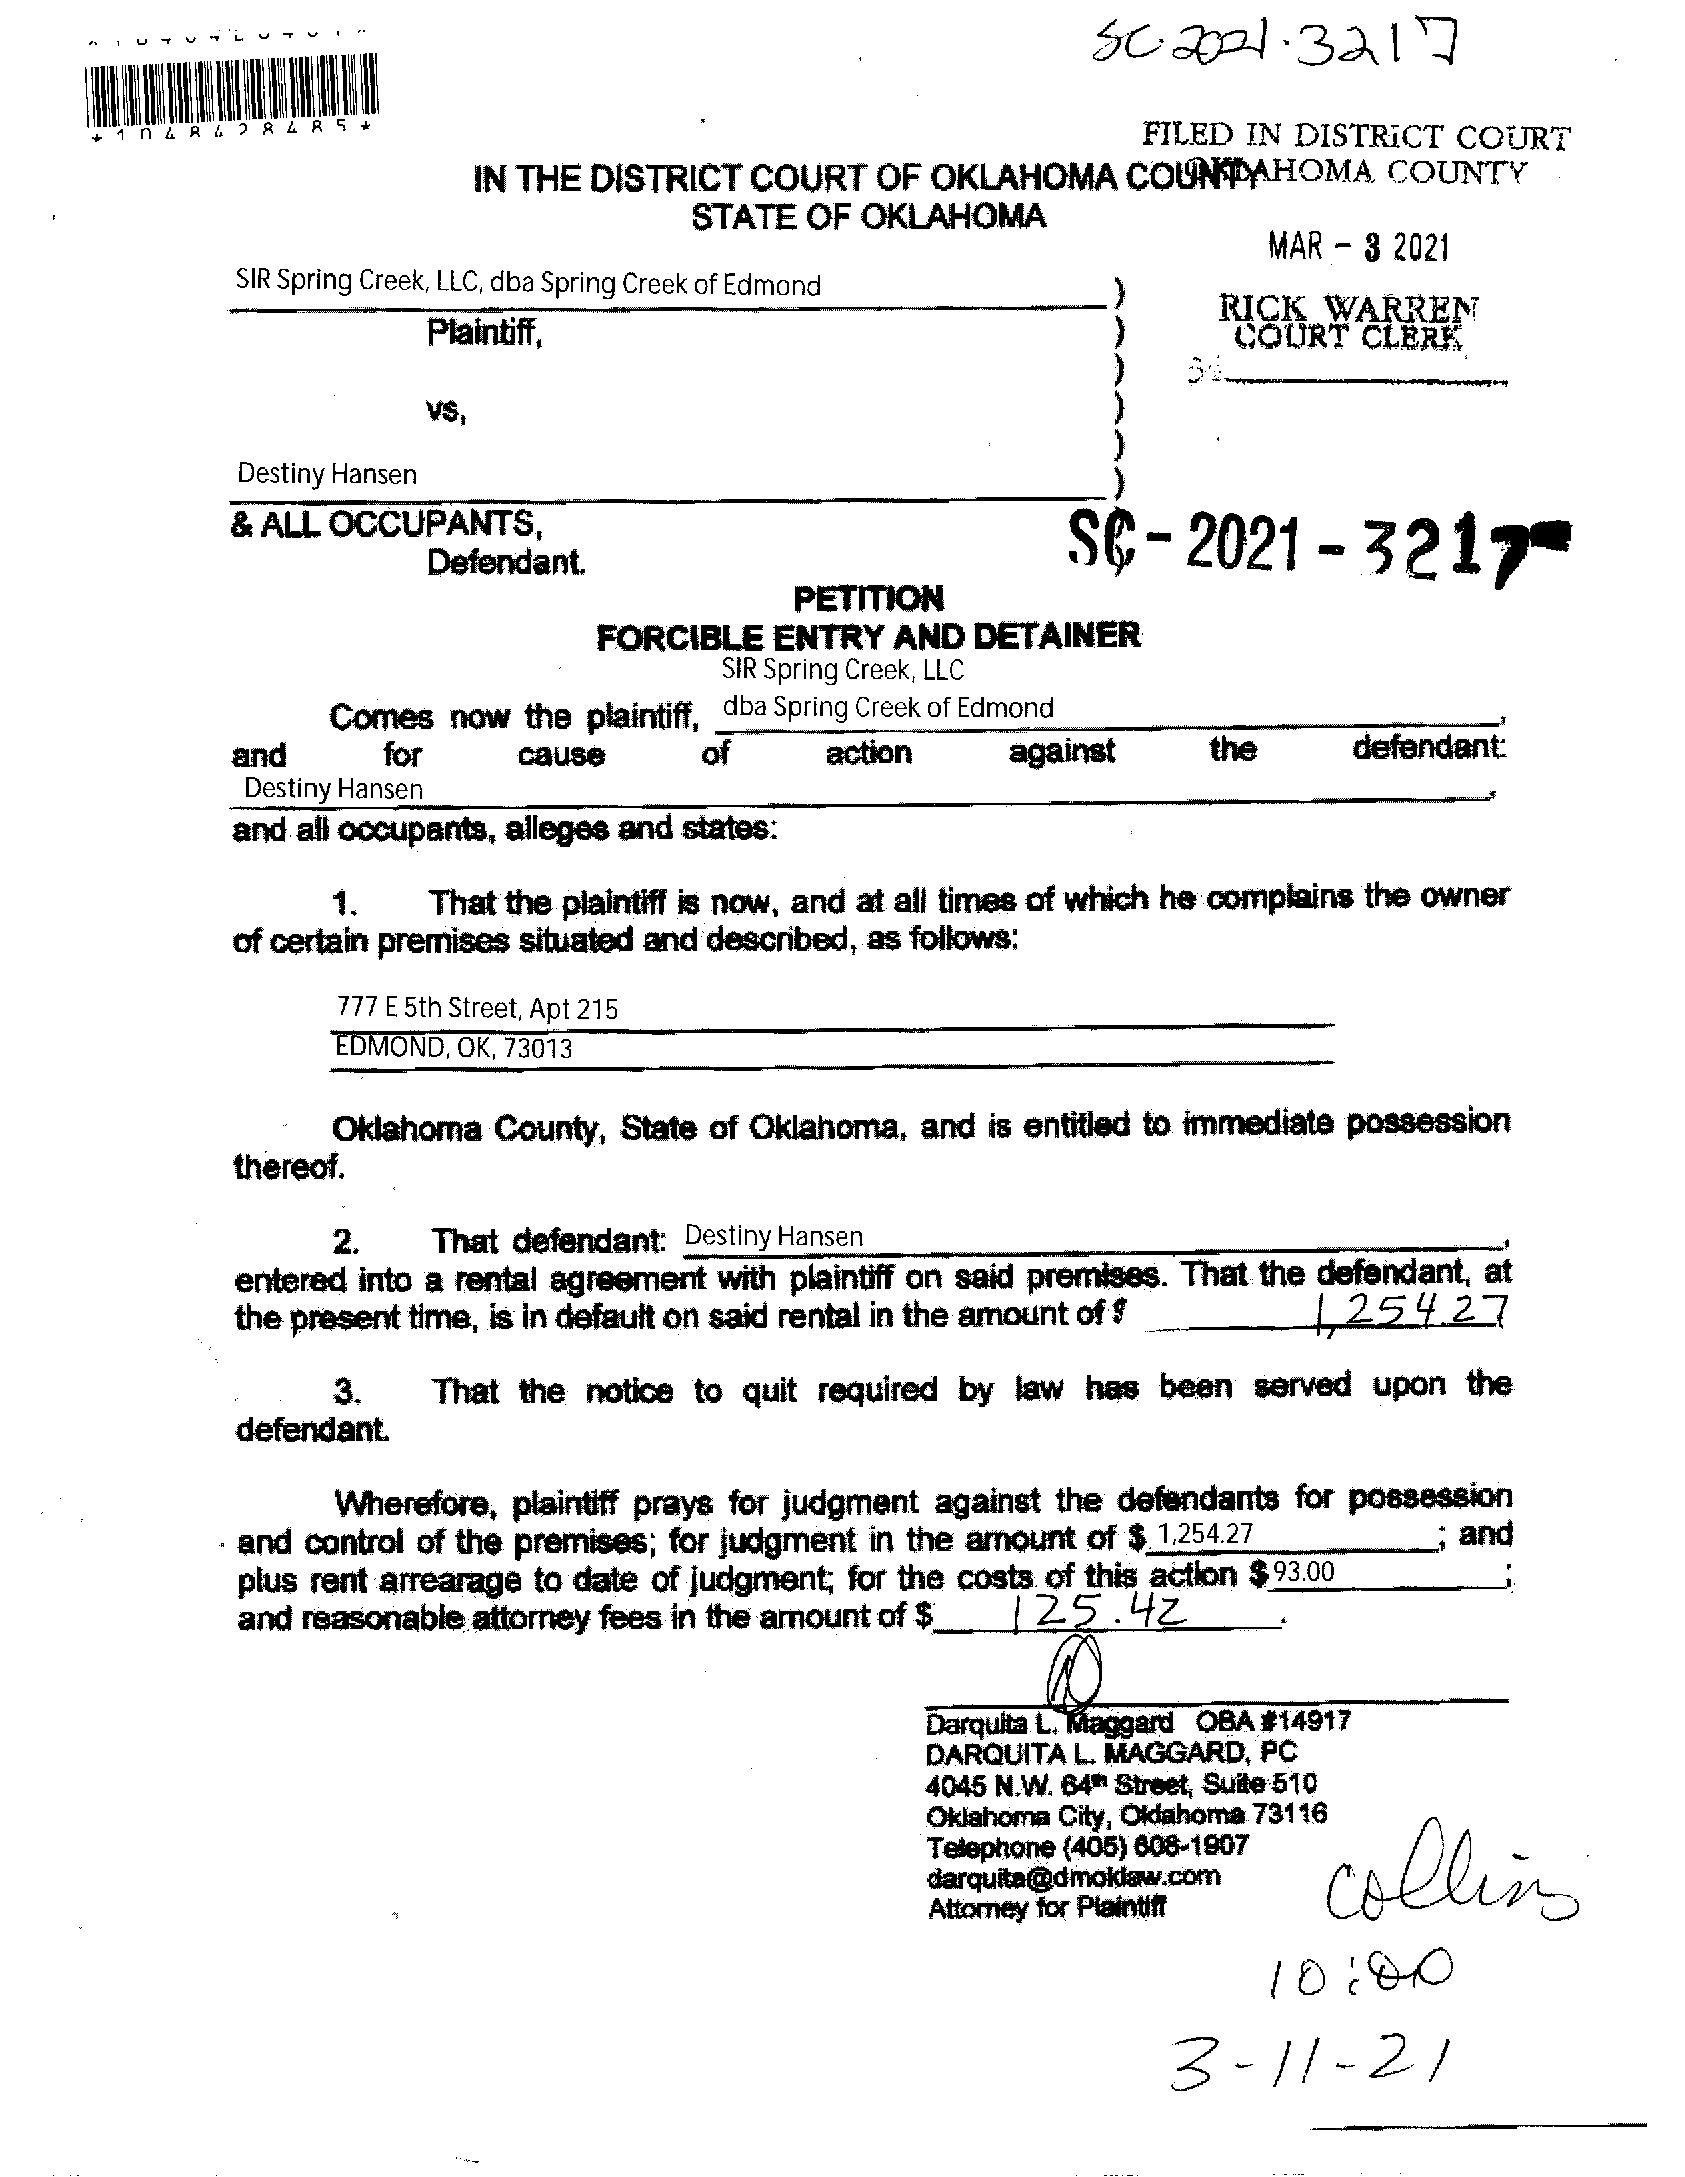 SC-2021-3217
*1048428485*
FILED IN DISTRICT COURT
OKLAHOMA COUNTY
IN THE DISTRICT COURT OF OKLAHOMA COUNTY
STATE OF OKLAHOMA
MAR - 3 2021
SIR Spring Creek, LLC, dba Spring Creek of Edmond )
RICK WARREN
COURT CLERK
Plaintiff, )
)
vs, )
)
Destiny Hansen )
& ALL OCCUPANTS,
SC - 2021 - 3217
Defendant.
PETITION
FORCIBLE ENTRY AND DETAINER
SIR Spring Creek, LLC
Comes now the plaintiff, dba Spring Creek of Edmond,
and for cause of action against the defendant:
Destiny Hansen,
and all occupants, alleges and states:
1. That the plaintiff is now, and at all times of which he complains the owner
of certain premises situated and described, as follows:
777 E 5th Street, Apt 215
EDMOND, OK, 73013
Oklahoma County, State of Oklahoma, and is entitled to immediate possession
thereof.
2. That defendant: Destiny Hansen,
entered into a rental agreement with plaintiff on said premises. That the defendant, at
the present time, is in default on said rental in the amount of $ 1,254.27
3. That the notice to quit required by law has been served upon the
defendant.
Wherefore, plaintiff prays for judgment against the defendants for possession
and control of the premises; for judgment in the amount of $ 1,254.27; and
plus rent arrearage to date of judgment; for the costs of this action $ 93.00;
and reasonable attorney fees in the amount of $ 125.42.
Darquita L. Maggard OBA #14917
DARQUITA L. MAGGARD, PC
4045 N.W. 64th Street, Suite 510
Oklahoma City, Oklahoma 73116
Telephone (405) 608-1907
darquita@dmoklaw.com
Attorney for Plaintiff
Collins
10:00
3-11-21